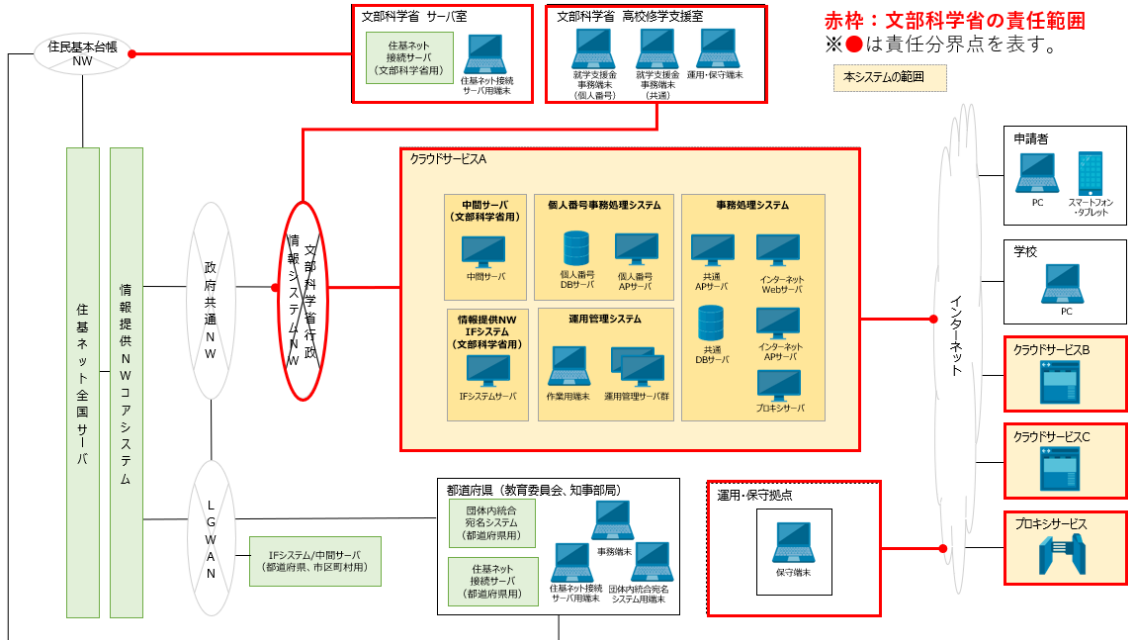 文部科学省 サーバ室
文部科学省 高校修学支援室
赤枠：文部科学省の責任範囲
※●は責任分界点を表す。
本システムの範囲
住民基本台帳
NW
住基ネット
接続サーバ
(文部科学省用)
住基ネット接続
サーバ用端末
就学支援金
事務端末
(個人番号)
就学支援金
事務端末
(共通)
運用・保守端末
クラウドサービスA
中間サーバ
(文部科学省用)
中間サーバ
個人番号事務処理システム
個人番号
DBサーバ
個人番号
APサーバ
事務処理システム
共通
APサーバ
インターネット
Webサーバ
共通
DBサーバ
インターネット
APサーバ
プロキシサーバ
情報提供NW
IFシステム
(文部科学省用)
IFシステムサーバ
運用管理システム
作業用端末
運用管理サーバ群
住基ネット全国サーバ
情報提供NWコアシステム
政府共通NW
文部科学省行政
情報システムNW
LGWAN
IFシステム/中間サーバ
(都道府県、市区町村用)
都道府県（教育委員会、知事部局）
団体内統合
宛名システム
(都道府県用)
事務端末
住基ネット
接続サーバ
(都道府県用)
住基ネット接続
サーバ用端末
団体内統合宛名
システム用端末
運用・保守拠点
保守端末
インターネット
申請者
PC
スマートフォン
・タブレット
学校
PC
クラウドサービスB
クラウドサービスC
プロキシサービス